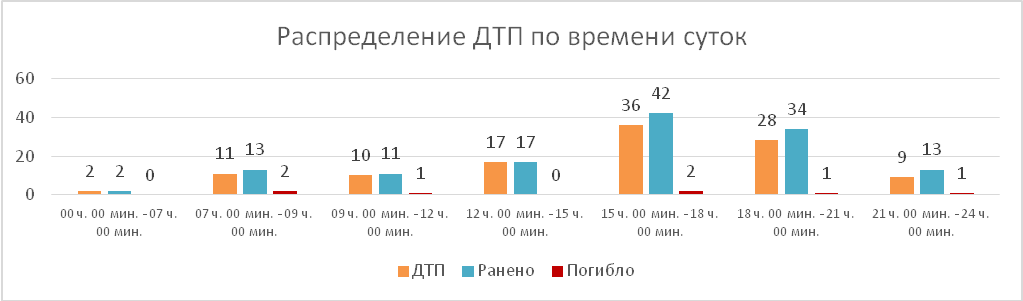 Распределение ДТП по времени суток
60
40
20
0
2 2 0
11 13 2
10 11 1
17 17 0
36 42 2
28 34 1
9 13 1
00 ч. 00 мин. -07 ч.
00 мин.
07 ч. 00 мин. -09 ч.
00 мин.
09 ч. 00 мин. -12 ч.
00 мин.
12 ч. 00 мин. -15 ч.
00 мин.
15 ч. 00 мин. -18 ч.
00 мин.
18 ч. 00 мин. -21 ч.
00 мин.
21 ч. 00 мин. -24 ч.
00 мин.
ДТП Ранено Погибло